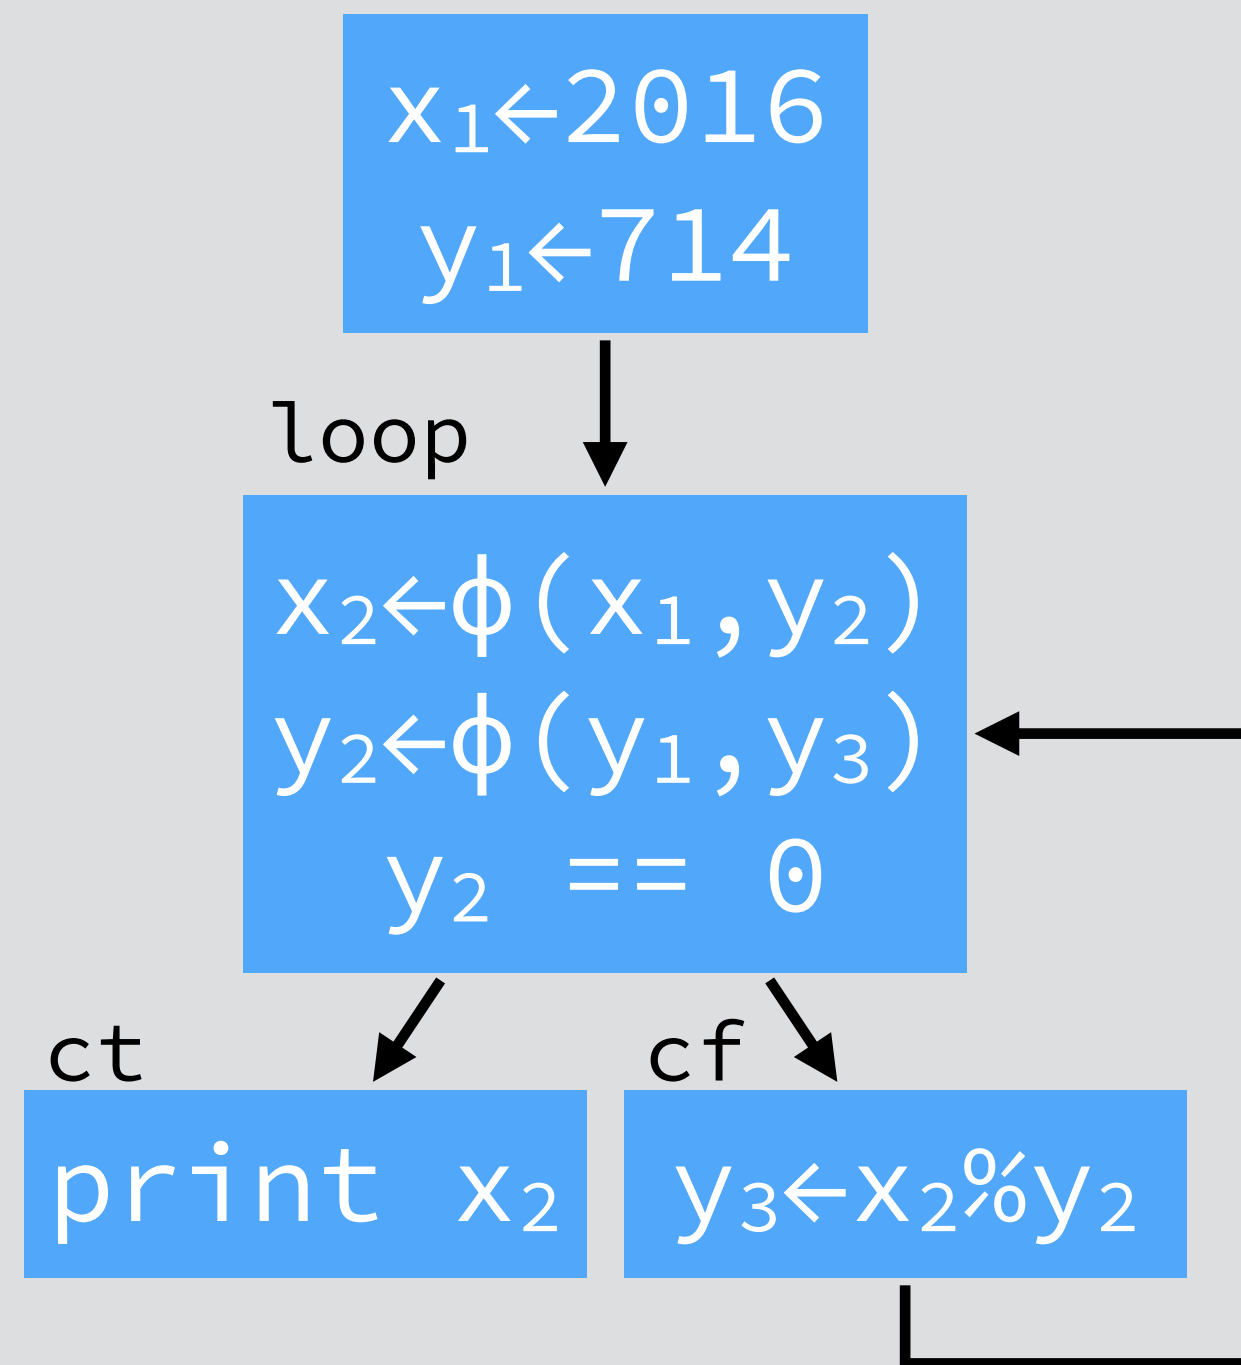 x₁←2016
y₁←714
loop
x₂←ϕ(x₁,y₂)
y₂←ϕ(y₁,y₃)
y₂ == 0
ct
print x₂
cf
y₃←x₂%y₂